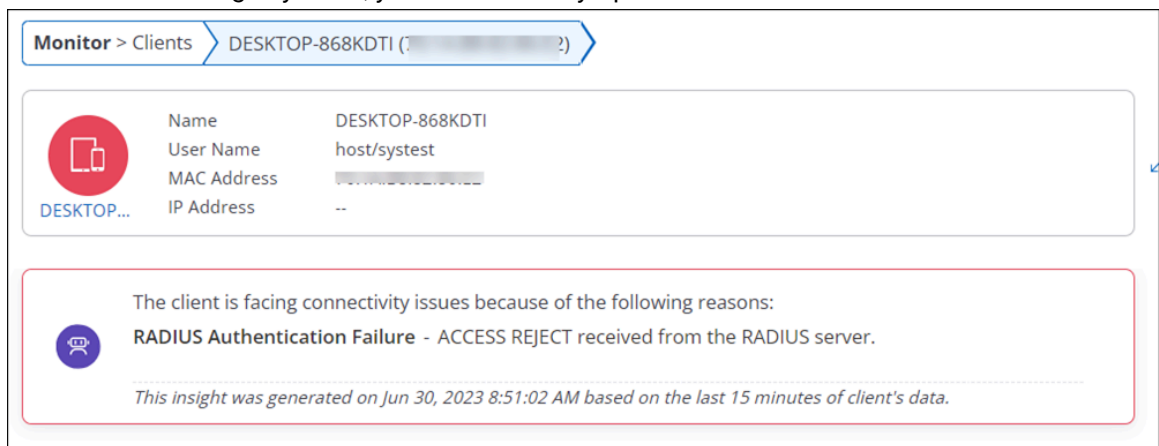 Monitor > Clients DESKTOP-868KDTI (
Name DESKTOP-868KDTI
User Name host/systest
MAC Address
DESKTOP... IP Address --
The client is facing connectivity issues because of the following reasons:
RADIUS Authentication Failure - ACCESS REJECT received from the RADIUS server.
This insight was generated on Jun 30, 2023 8:51:02 AM based on the last 15 minutes of client's data.